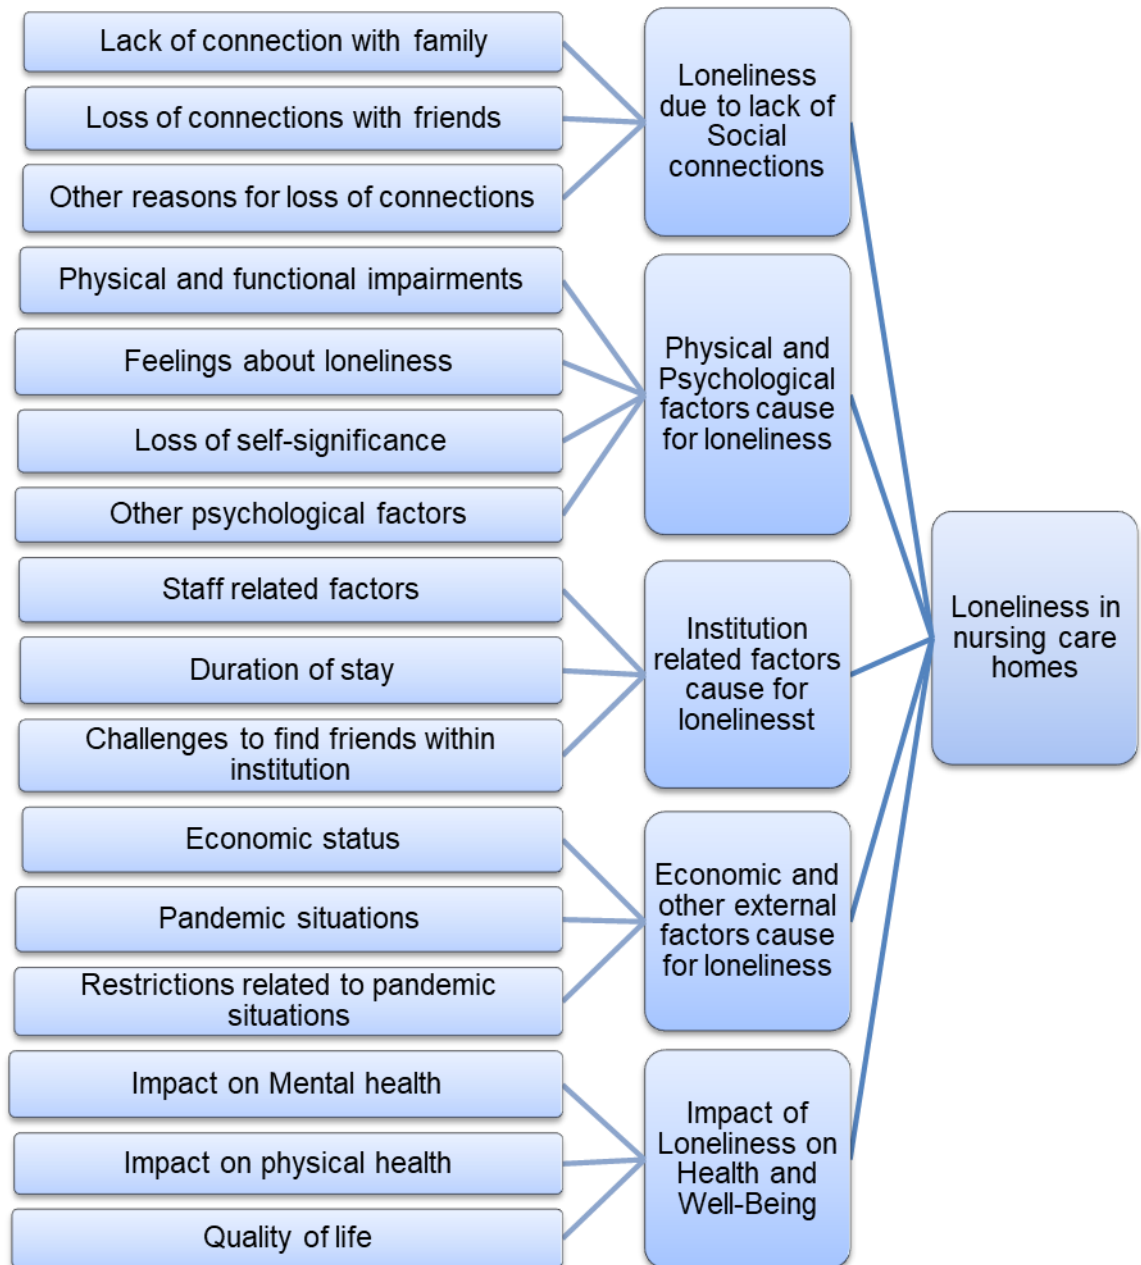 Lack of connection with family
Loss of connections with friends
Other reasons for loss of connections
Loneliness
due to lack of
Social
connections
Physical and functional impairments
Feelings about loneliness
Loss of self-significance
Other psychological factors
Physical and
Psychological
factors cause
for loneliness
Staff related factors
Duration of stay
Challenges to find friends within
institution
Institution
related factors
cause for
lonelinesst
Economic status
Pandemic situations
Restrictions related to pandemic
situations
Economic and
other external
factors cause
for loneliness
Impact on Mental health
Impact on physical health
Quality of life
Impact of
Loneliness on
Health and
Well-Being
Loneliness in
nursing care
homes